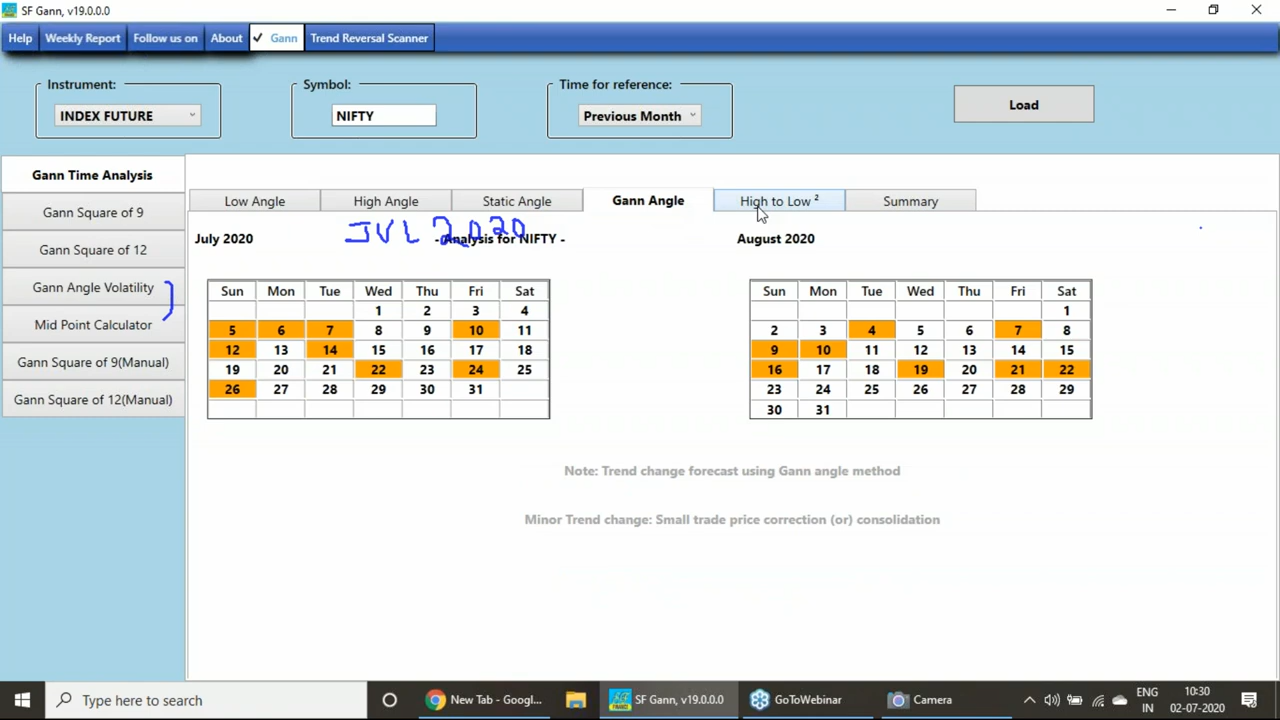 SF Gann, v19.0.0.0
Help Weekly Report Follow us on About ✓ Gann Trend Reversal Scanner
Instrument: Symbol: Time for reference:
INDEX FUTURE NIFTY Previous Month Load
Gann Time Analysis
Gann Square of 9
Gann Square of 12
Gann Angle Volatility
Mid Point Calculator
Gann Square of 9(Manual)
Gann Square of 12(Manual)
Low Angle High Angle Static Angle Gann Angle High to Low ² Summary
JUL 2020
July 2020 - Analysis for NIFTY - August 2020
Sun Mon Tue Wed Thu Fri Sat
1 2 3 4
5 6 7 8 9 10 11
12 13 14 15 16 17 18
19 20 21 22 23 24 25
26 27 28 29 30 31
Sun Mon Tue Wed Thu Fri Sat
1
2 3 4 5 6 7 8
9 10 11 12 13 14 15
16 17 18 19 20 21 22
23 24 25 26 27 28 29
30 31
Note: Trend change forecast using Gann angle method
Minor Trend change: Small trade price correction (or) consolidation
Type here to search
New Tab - Googl...
SF Gann, v19.0.0.0
GoToWebinar
Camera
ENG
IN
10:30
02-07-2020